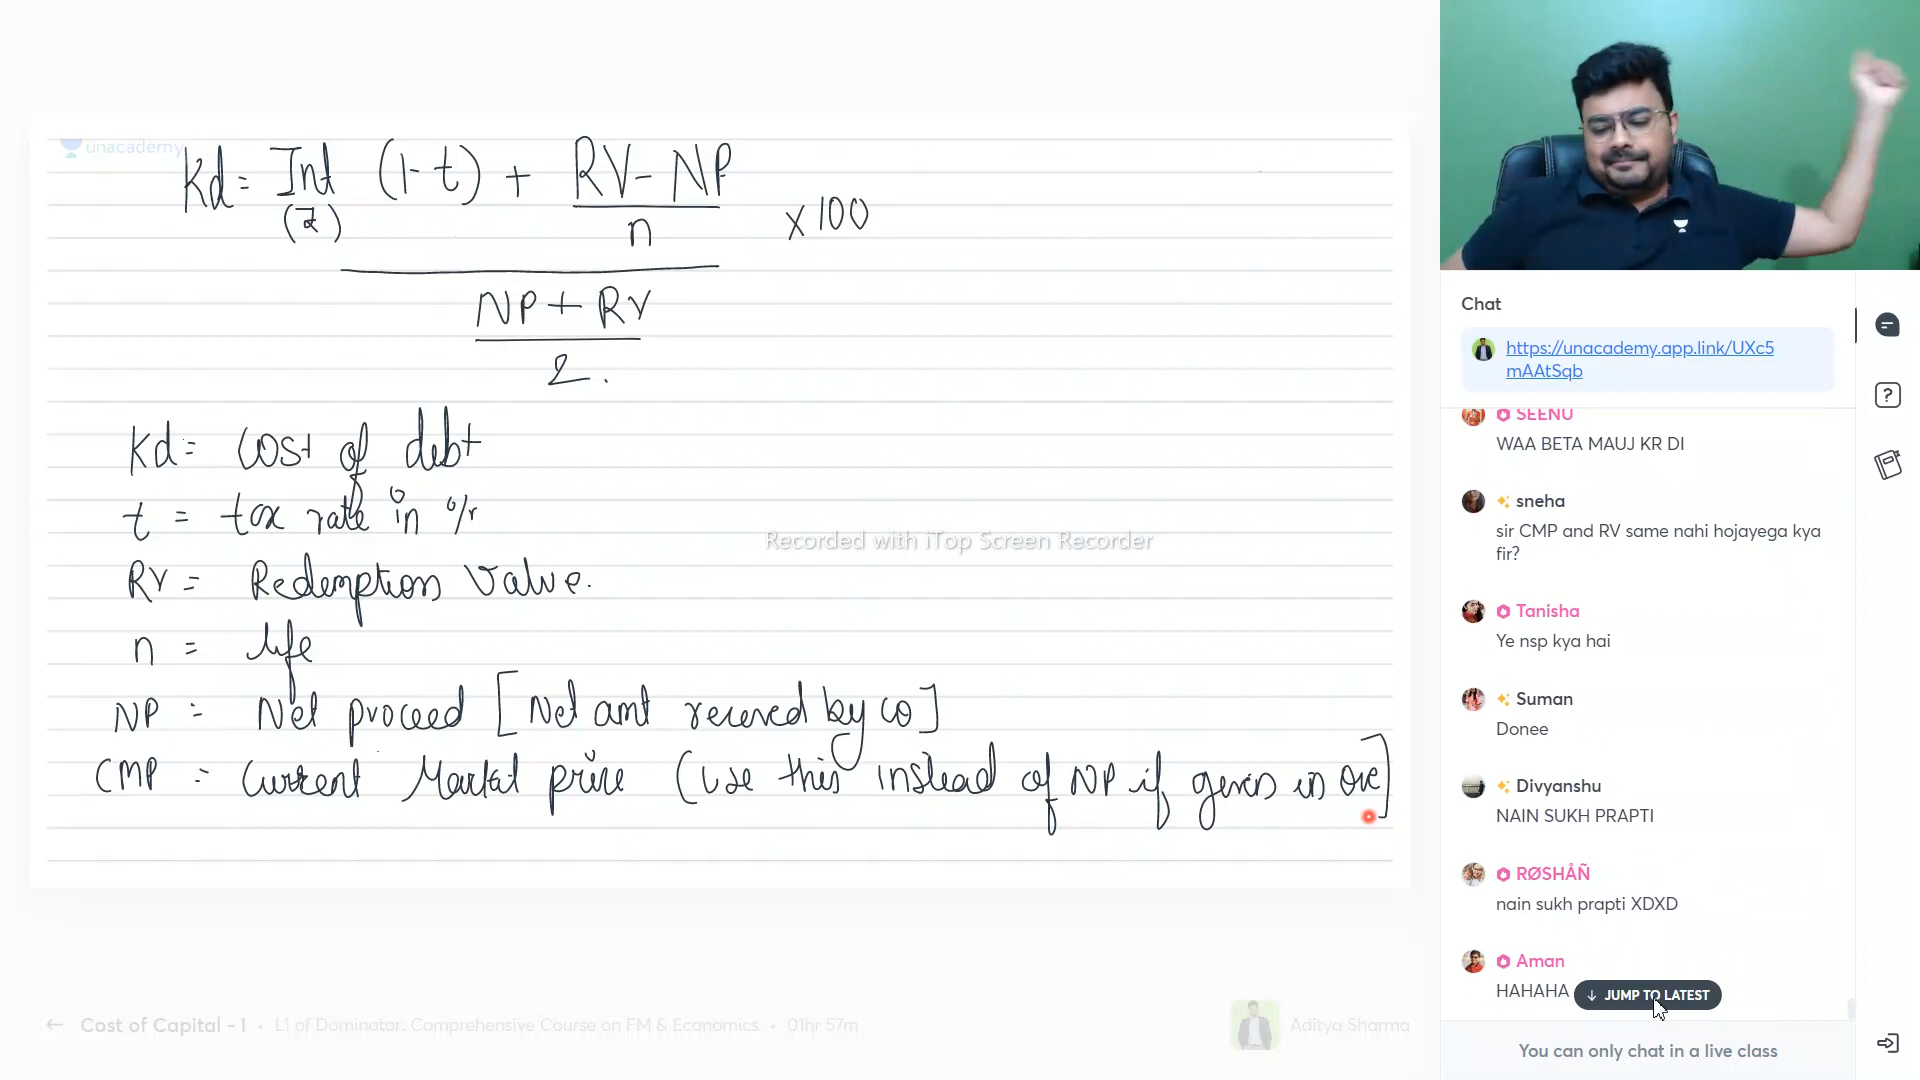 unacademy
Kd = Int (1-t) + RV - NP
(₹) n × 100
NP + RV
2.
Kd = Cost of debt
t = tax rate in %
RV = Redemption Value.
n = life
NP = Net proceed [Net amt received by co]
CMP = Current Market price (use this instead of NP if given in Que]
Recorded with iTop Screen Recorder
← Cost of Capital - I • L1 of Dominator: Comprehensive Course on FM & Economics • 01hr 57m
Aditya Sharma
Chat
https://unacademy.app.link/UXc5
mAAtSqb
SEENU
WAA BETA MAUJ KR DI
sneha
sir CMP and RV same nahi hojayega kya
fir?
Tanisha
Ye nsp kya hai
Suman
Donee
Divyanshu
NAIN SUKH PRAPTI
RØSHÅÑ
nain sukh prapti XDXD
Aman
HAHAHA
↓ JUMP TO LATEST
You can only chat in a live class